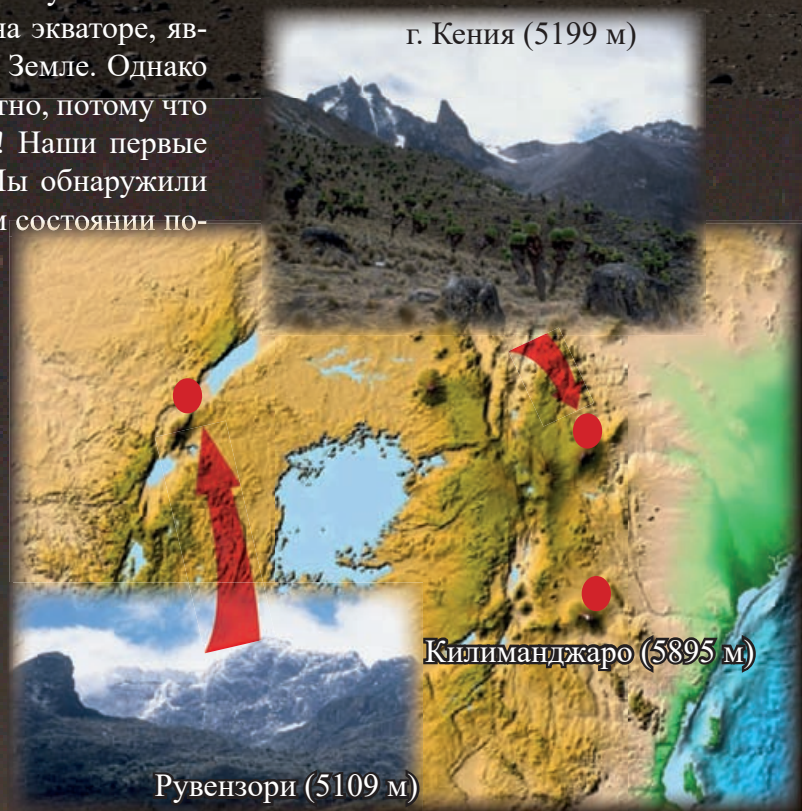 на экваторе, яв-
Земле. Однако
тно, потому что
! Наши первые
ы обнаружили
м состоянии по-
г. Кения (5199 м)
Килиманджаро (5895 м)
Рувензори (5109 м)